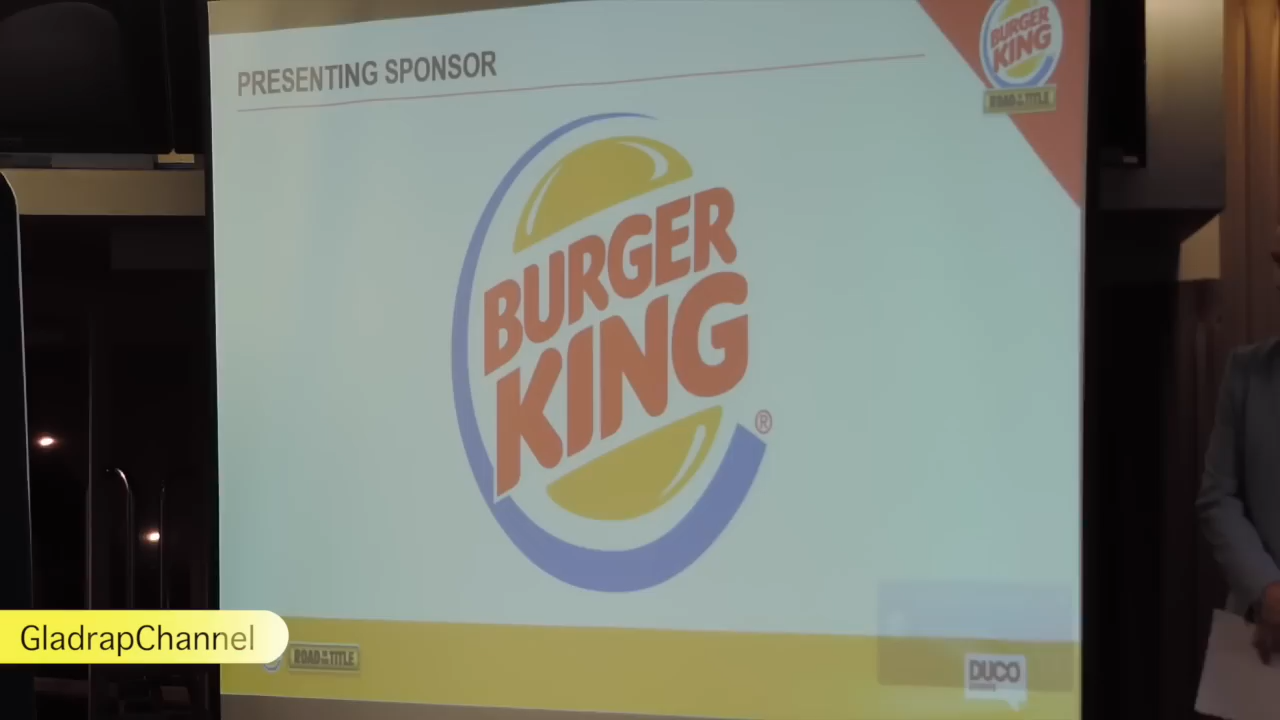 PRESENTING SPONSOR
BURGER
KING
ROAD TO THE TITLE
BURGER
KING
®
GladrapChannel
ROAD TO THE TITLE
DUCO